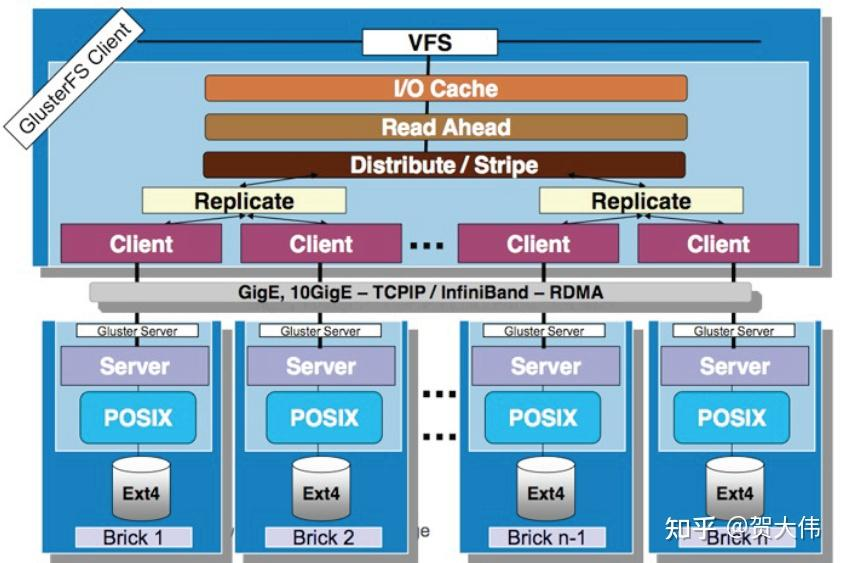 GlusterFS Client
VFS
I/O Cache
Read Ahead
Distribute / Stripe
Replicate
Replicate
Client
Client
Client
Client
GigE, 10GigE – TCPIP / InfiniBand – RDMA
Gluster Server
Gluster Server
Gluster Server
Gluster Server
Server
Server
Server
Server
POSIX
POSIX
POSIX
POSIX
Ext4
Ext4
Ext4
Ext4
Brick 1
Brick 2
Brick n-1
Brick n
知乎 @贺大伟